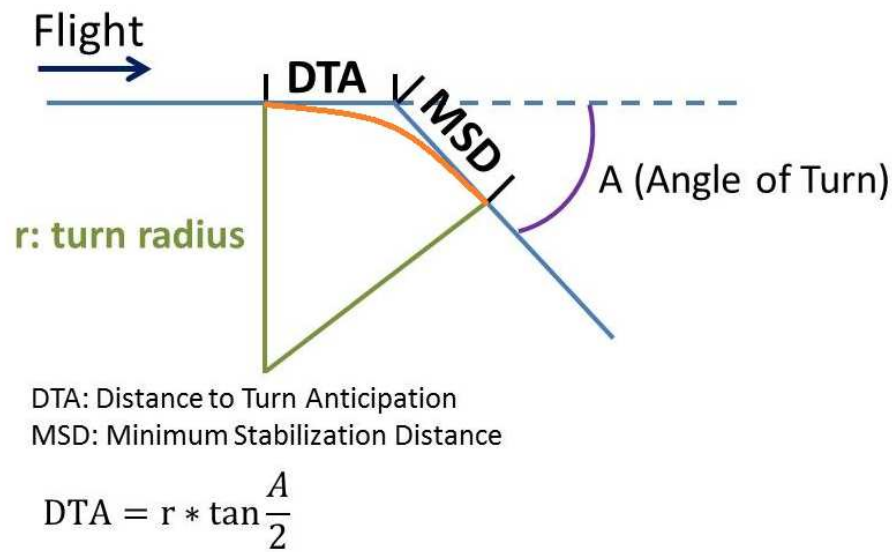 Flight
DTA
MSD
A (Angle of Turn)
r: turn radius
DTA: Distance to Turn Anticipation
MSD: Minimum Stabilization Distance
DTA = r * tan A/2